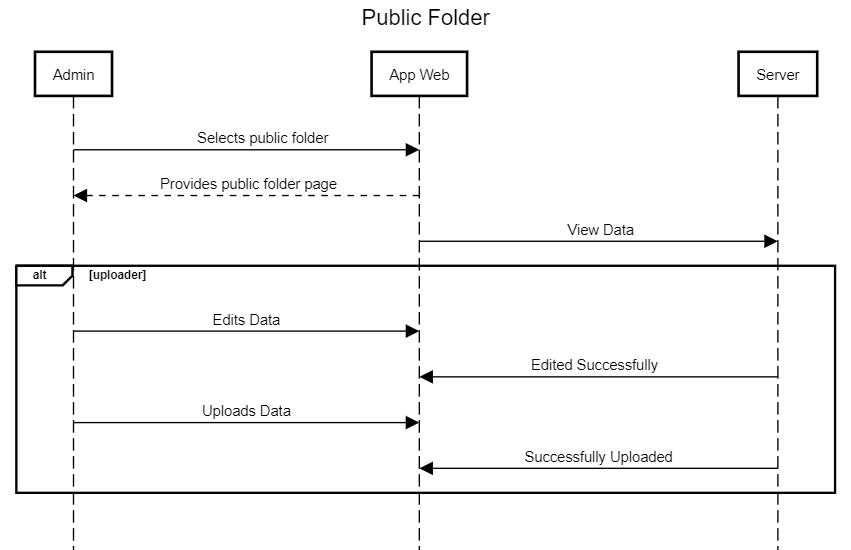 Public Folder
Admin
App Web
Server
Selects public folder
Provides public folder page
View Data
alt
[uploader]
Edits Data
Edited Successfully
Uploads Data
Successfully Uploaded